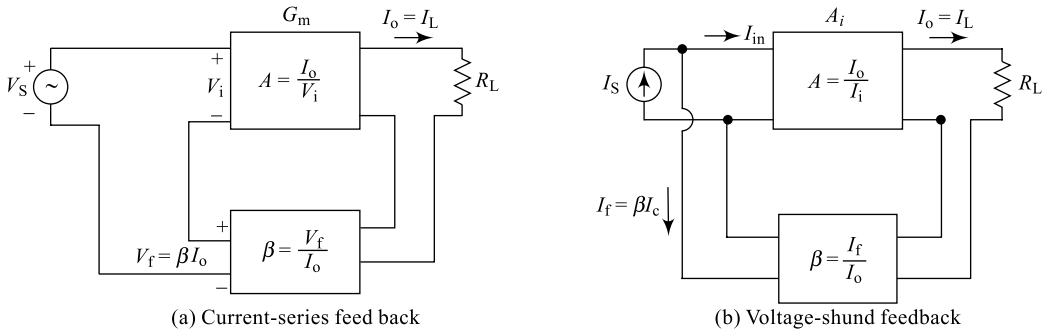 G_m
I_o = I_L
+
V_S
−
+
V_i
−
A = I_o / V_i
R_L
V_f = βI_o
+
−
β = V_f / I_o
(a) Current-series feed back
A_i
I_o = I_L
I_in
I_S
A = I_o / I_i
R_L
I_f = βI_c
β = I_f / I_o
(b) Voltage-shund feedback